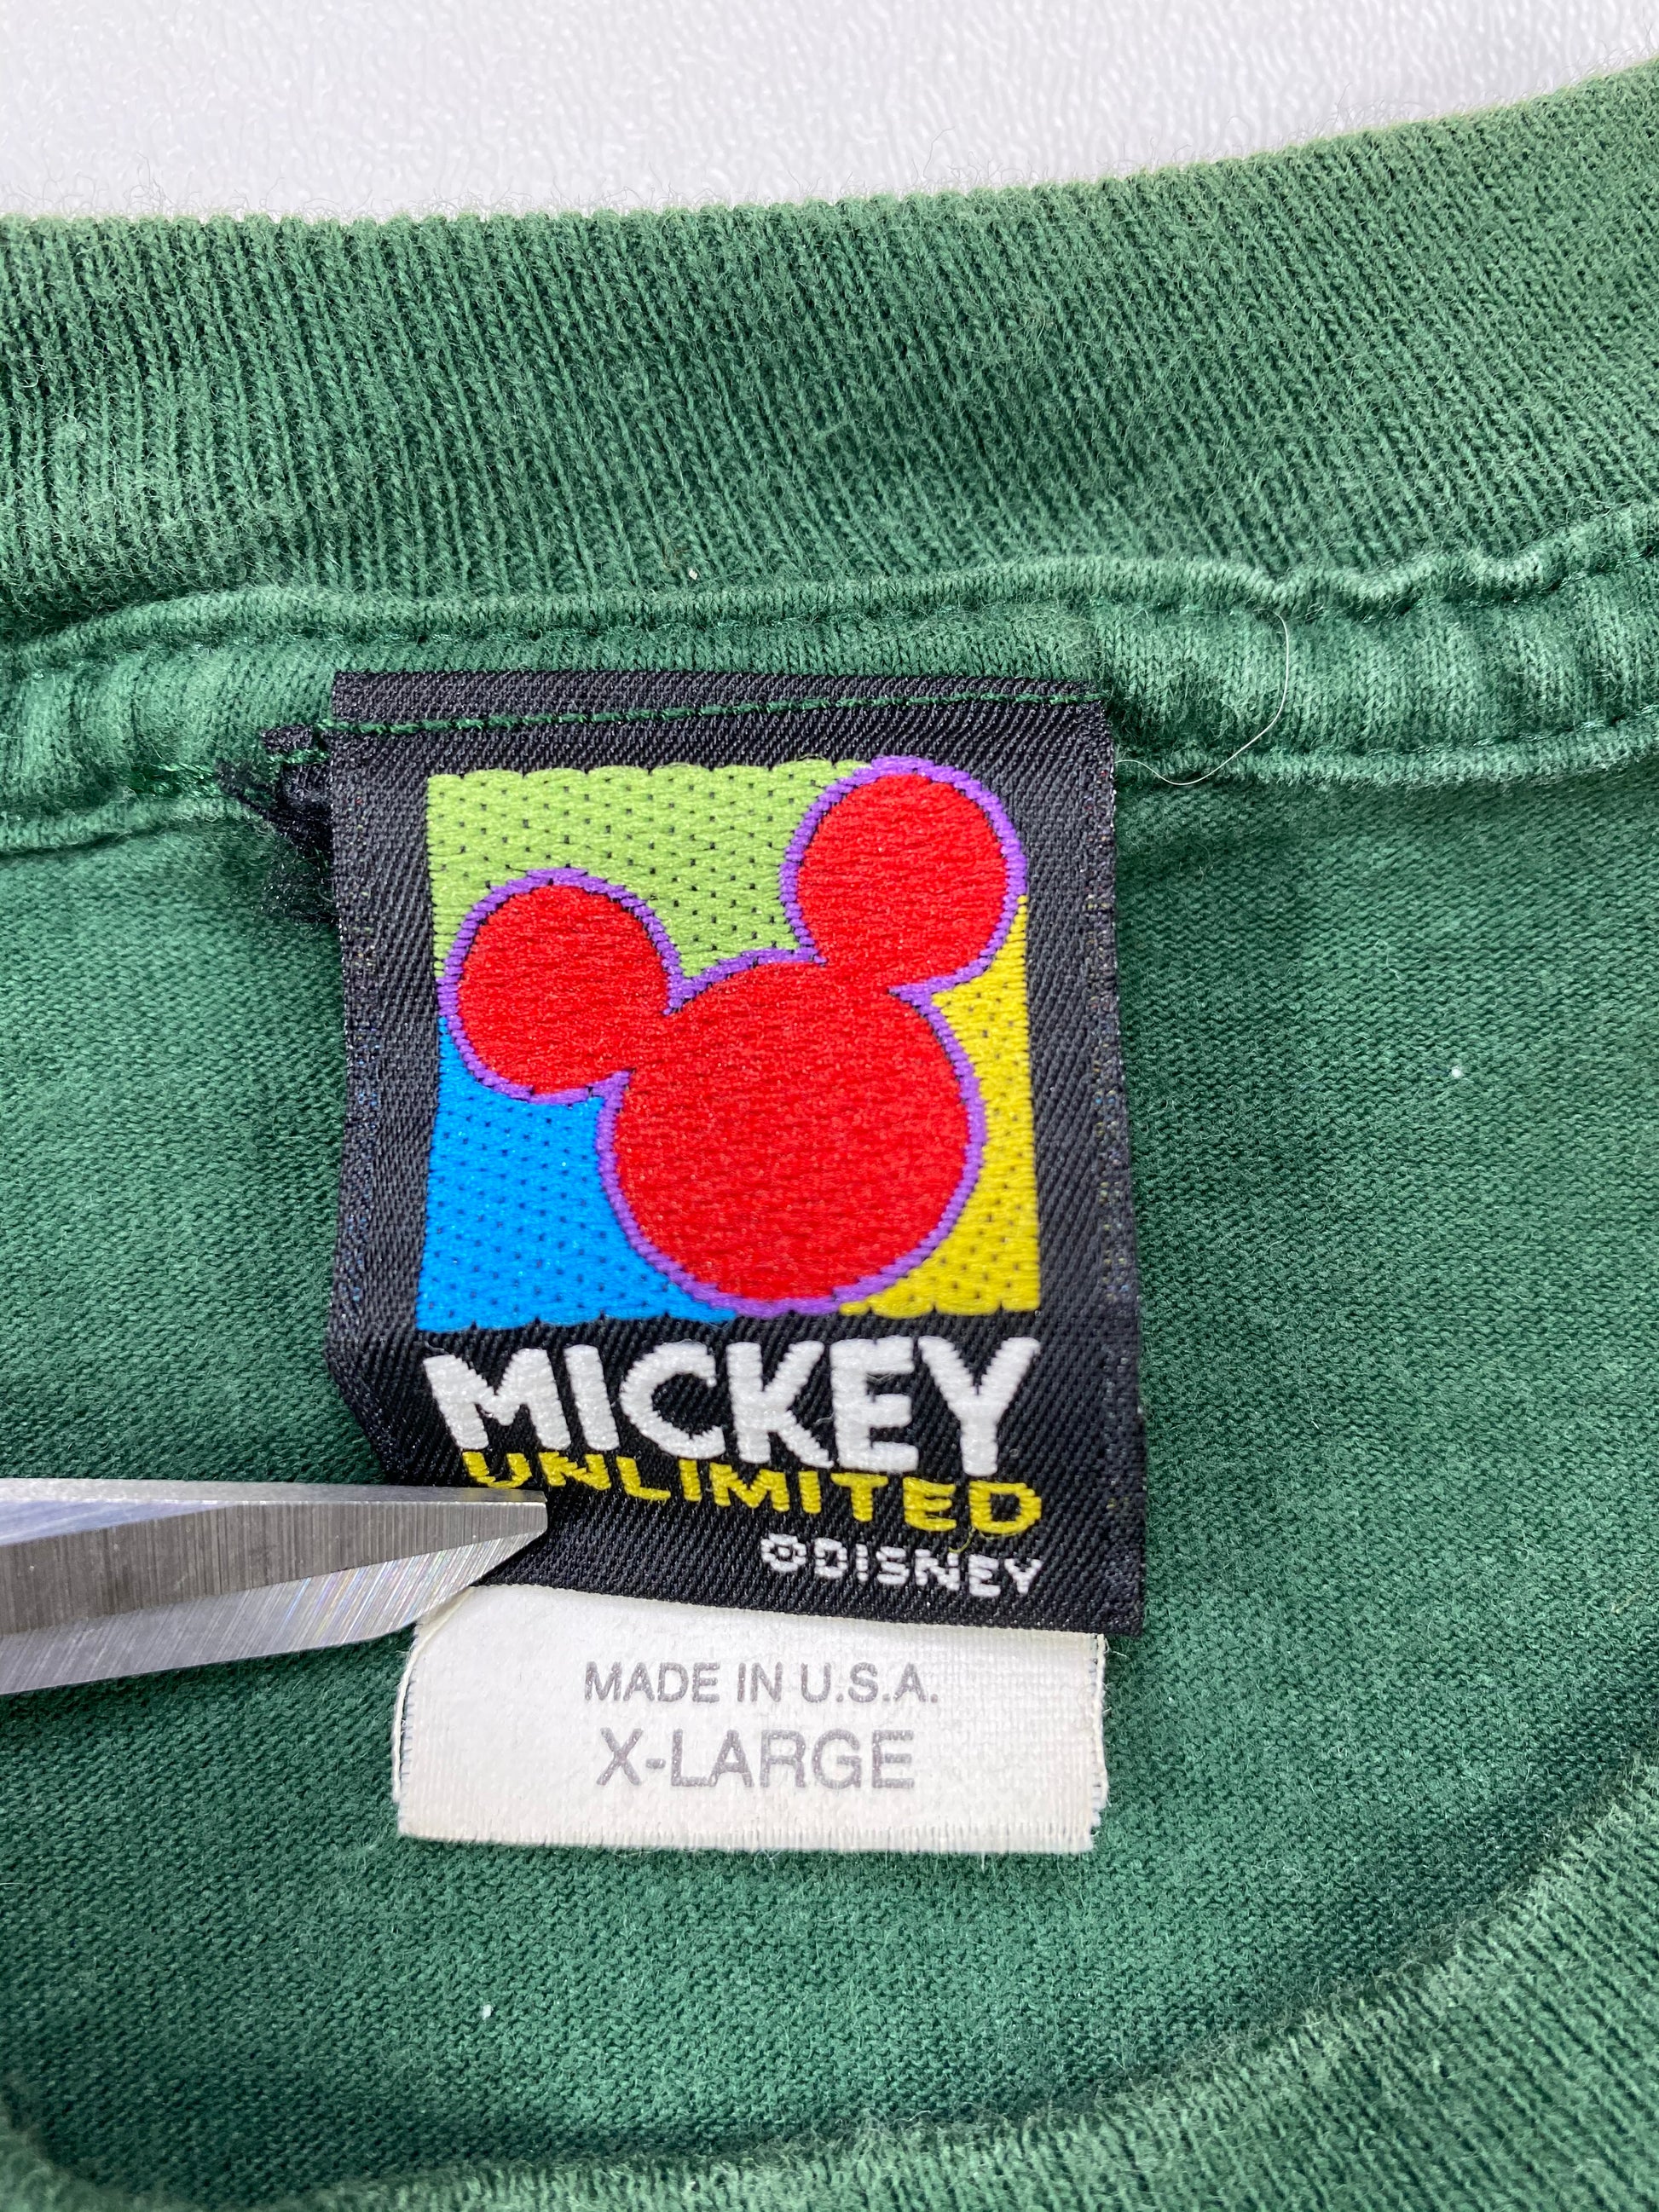 MICKEY
UNLIMITED
©DISNEY
MADE IN U.S.A.
X-LARGE